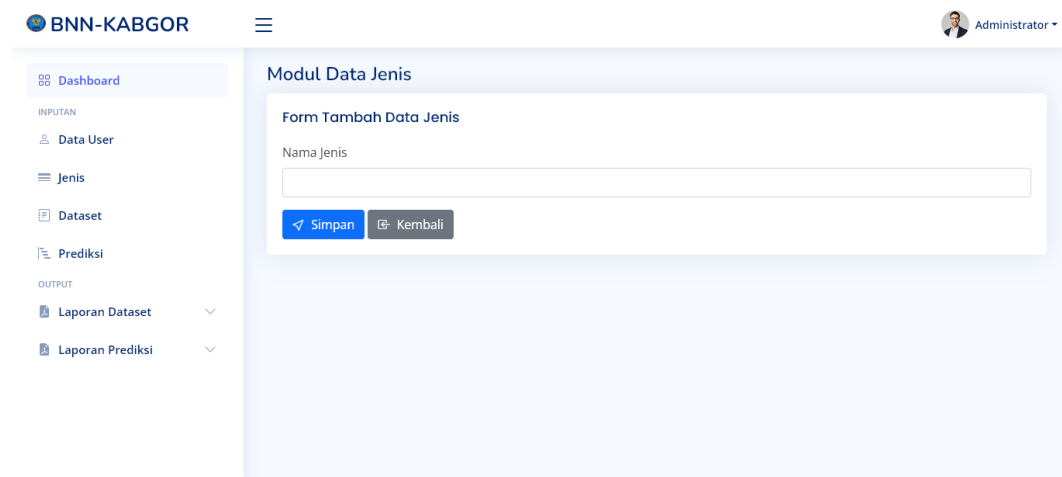 BNN-KABGOR
Administrator
Dashboard
INPUTAN
Data User
Jenis
Dataset
Prediksi
OUTPUT
Laporan Dataset
Laporan Prediksi
Modul Data Jenis
Form Tambah Data Jenis
Nama Jenis
Simpan Kembali